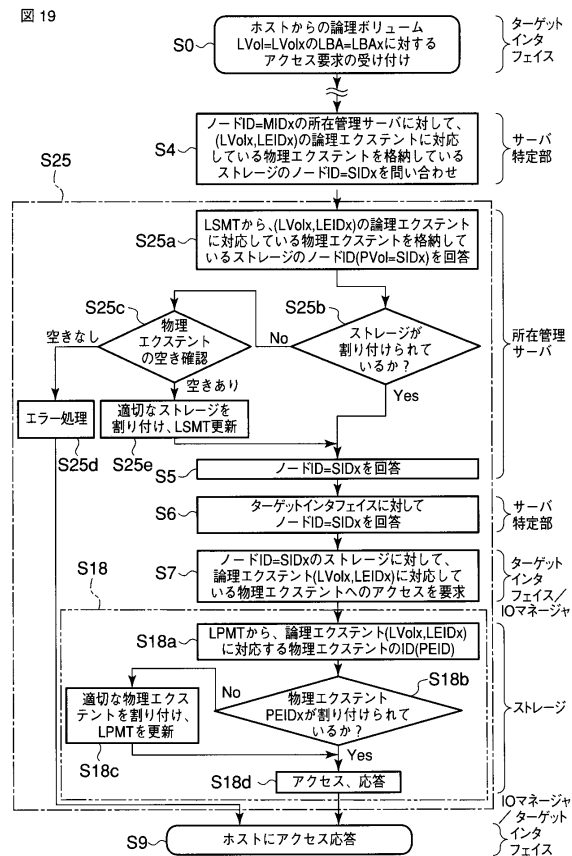 図 19
S0
ホストからの論理ボリューム
LVol=LVolxのLBA=LBAxに対する
アクセス要求の受け付け
ターゲット
インタ
フェイス
S4
ノードID=MIDxの所在管理サーバに対して、
(LVolx,LEIDx)の論理エクステントに対応
している物理エクステントを格納している
ストレージのノードID=SIDxを問い合わせ
サーバ
特定部
S25
S25a
LSMTから、(LVolx,LEIDx)の論理エクステント
に対応している物理エクステントを格納して
いるストレージのノードID(PVol=SIDx)を回答
S25c
物理
エクステント
の空き確認
空きなし
空きあり
No
S25b
ストレージが
割り付けられて
いるか?
Yes
所在管理
サーバ
エラー処理
S25d
適切なストレージを
割り付け、LSMT更新
S25e
S5
ノードID=SIDxを回答
S6
ターゲットインタフェイスに対して
ノードID=SIDxを回答
サーバ
特定部
S7
ノードID=SIDxのストレージに対して、
論理エクステント(LVolx,LEIDx)に対応して
いる物理エクステントへのアクセスを要求
ターゲット
インタ
フェイス/
IOマネージャ
S18
S18a
LPMTから、論理エクステント(LVolx,LEIDx)
に対応する物理エクステントのID(PEID)
S18b
No
物理エクステント
PEIDxが割り付けられて
いるか?
Yes
適切な物理エクス
テントを割り付け、
LPMTを更新
S18c
S18d
アクセス、応答
ストレージ
S9
ホストにアクセス応答
IOマネージャ
/ターゲット
インタ
フェイス